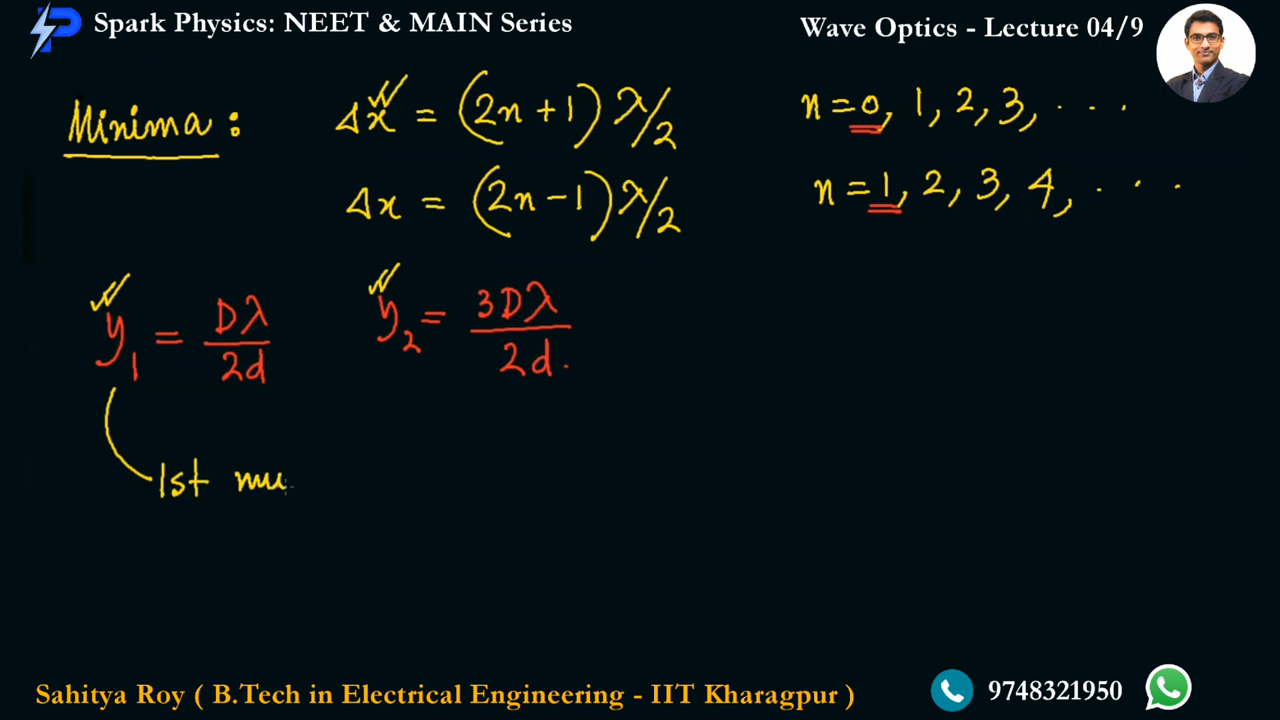 Spark Physics: NEET & MAIN Series
Wave Optics - Lecture 04/9
Minima : Δx = (2n + 1) λ/2 n = 0, 1, 2, 3, . . .
Δx = (2n - 1) λ/2 n = 1, 2, 3, 4, . . .
y₁ = Dλ/2d y₂ = 3Dλ/2d.
1st
Sahitya Roy ( B.Tech in Electrical Engineering - IIT Kharagpur )
9748321950